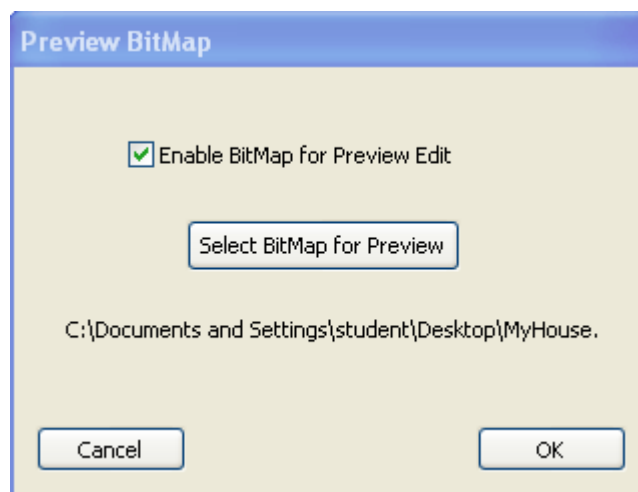 Preview BitMap
Enable BitMap for Preview Edit
Select BitMap for Preview
C:\Documents and Settings\student\Desktop\MyHouse.
Cancel
OK